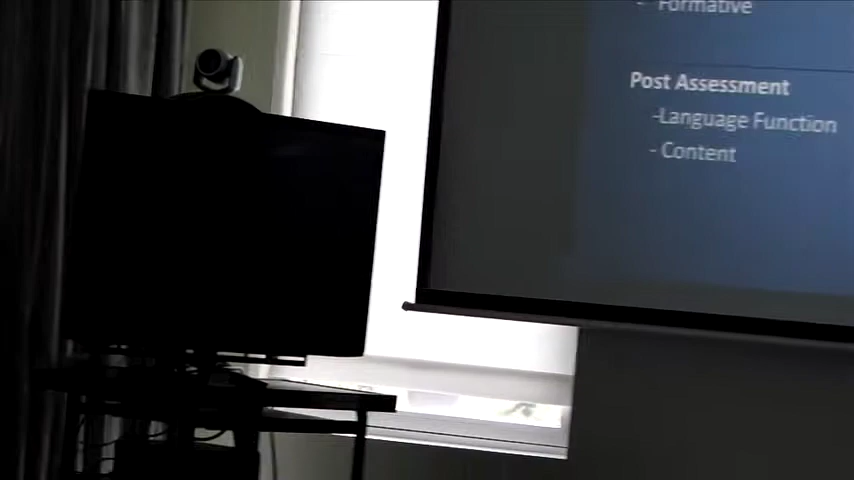 - Formative
Post Assessment
-Language Function
- Content